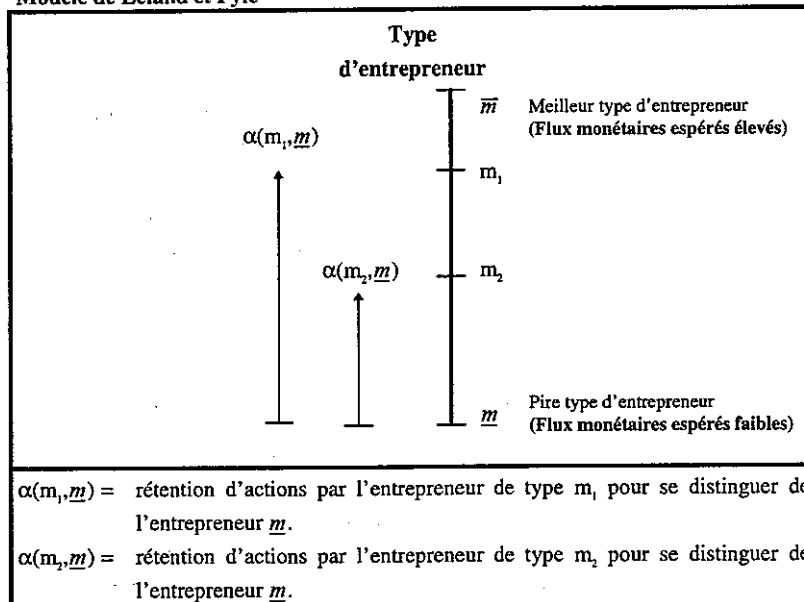 Modèle de Leland et Pyle
Type
d'entrepreneur
m̅ Meilleur type d'entrepreneur
(Flux monétaires espérés élevés)
α(m₁,m̲)
m₁
α(m₂,m̲) m₂
m̲ Pire type d'entrepreneur
(Flux monétaires espérés faibles)
α(m₁,m̲) = rétention d'actions par l'entrepreneur de type m₁ pour se distinguer de
l'entrepreneur m̲.
α(m₂,m̲) = rétention d'actions par l'entrepreneur de type m₂ pour se distinguer de
l'entrepreneur m̲.